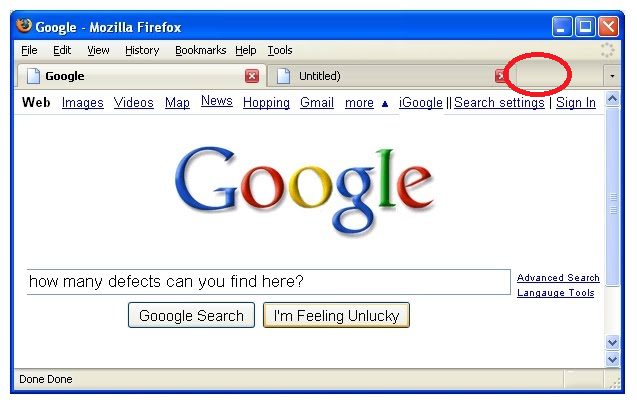 Google - Mozilla Firefox
File Edit View History Bookmarks Help Tools
Google Untitled)
Web Images Videos Map News Hopping Gmail more ▲ iGoogle || Search settings | Sign In
Google
how many defects can you find here?
Advanced Search
Langauge Tools
Gooogle Search I'm Feeling Unlucky
Done Done